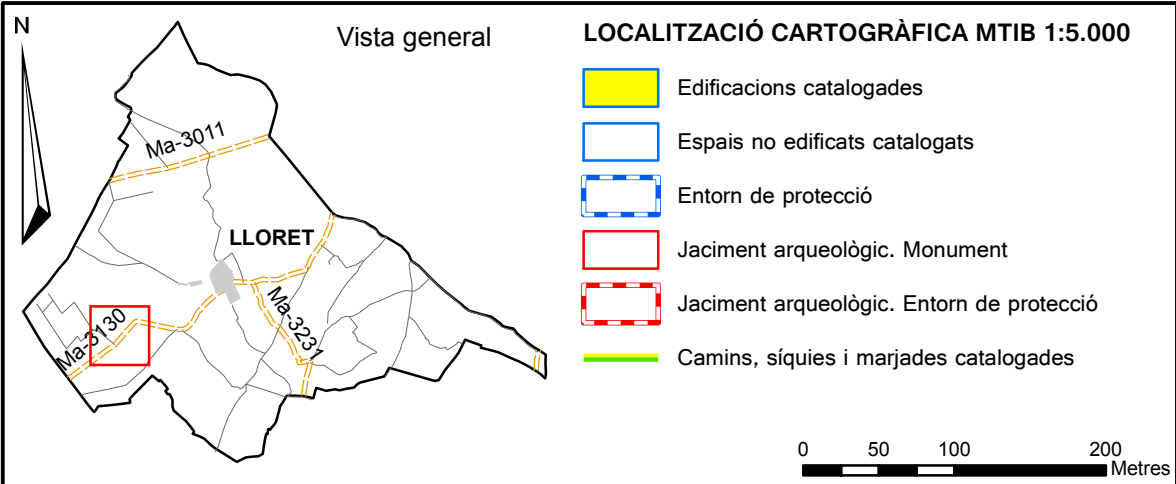 N
Vista general
Ma-3011
LLORET
Ma-3130
Ma-3231
LOCALITZACIÓ CARTOGRÀFICA MTIB 1:5.000
Edificacions catalogades
Espais no edificats catalogats
Entorn de protecció
Jaciment arqueològic. Monument
Jaciment arqueològic. Entorn de protecció
Camins, síquies i marjades catalogades
0 50 100 200
Metres